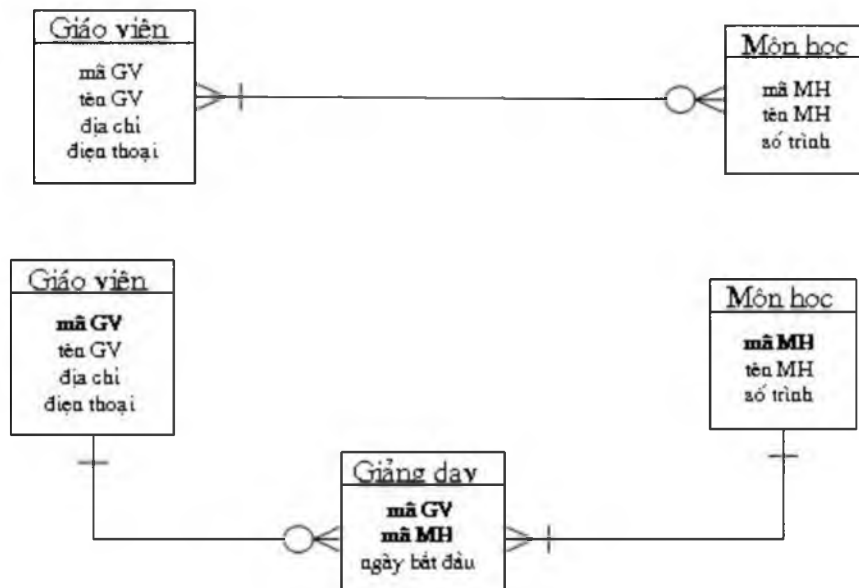 Giáo viên
mã GV
tên GV
địa chỉ
điện thoại
Môn học
mã MH
tên MH
số trình
Giáo viên
mã GV
tên GV
địa chỉ
điện thoại
Môn học
mã MH
tên MH
số trình
Giảng dạy
mã GV
mã MH
ngày bắt đầu